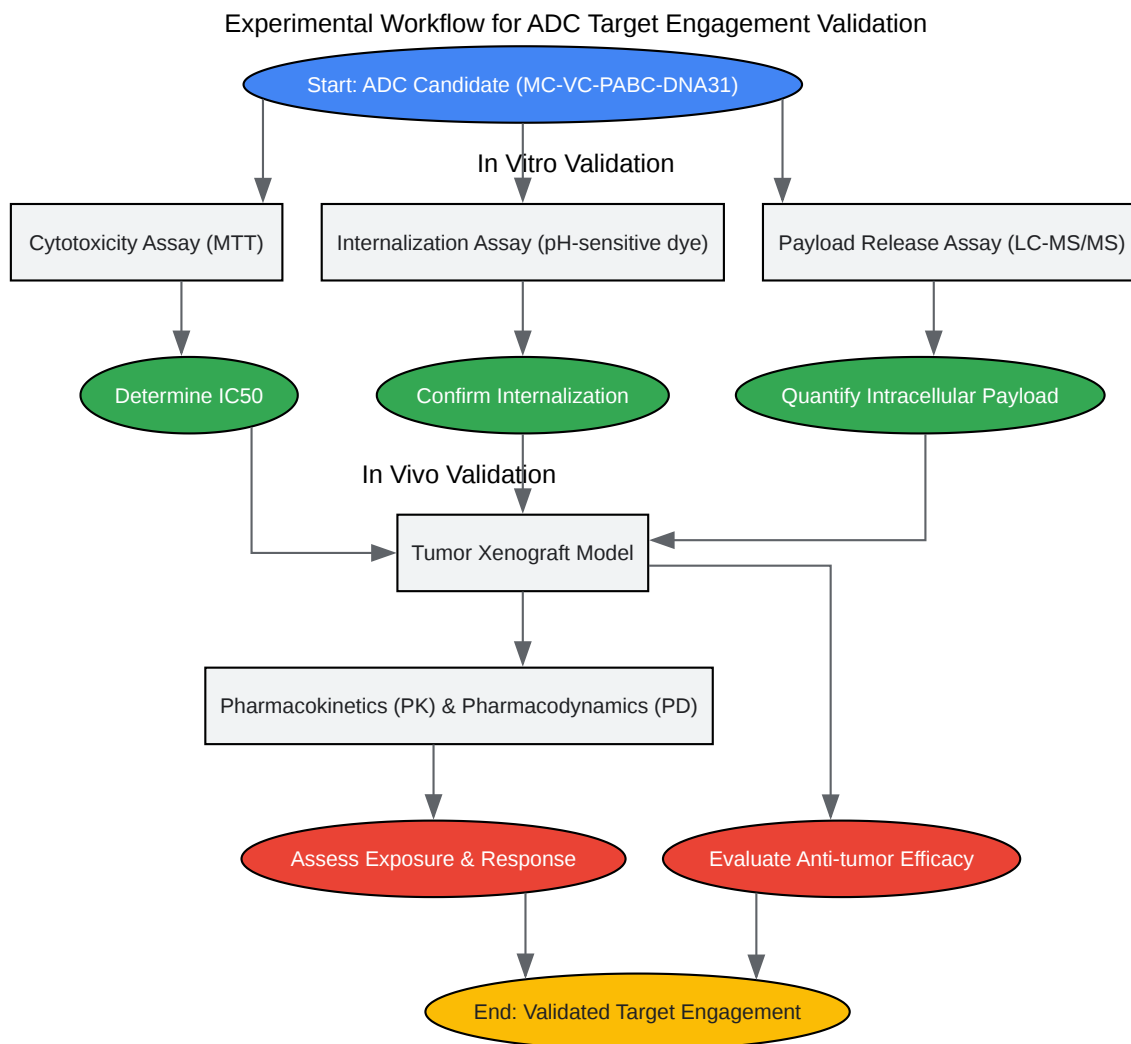 Experimental Workflow for ADC Target Engagement Validation
Start: ADC Candidate (MC-VC-PABC-DNA31)
In Vitro Validation
Cytotoxicity Assay (MTT)
Internalization Assay (pH-sensitive dye)
Payload Release Assay (LC-MS/MS)
Determine IC50
Confirm Internalization
Quantify Intracellular Payload
In Vivo Validation
Tumor Xenograft Model
Pharmacokinetics (PK) & Pharmacodynamics (PD)
Assess Exposure & Response
Evaluate Anti-tumor Efficacy
End: Validated Target Engagement